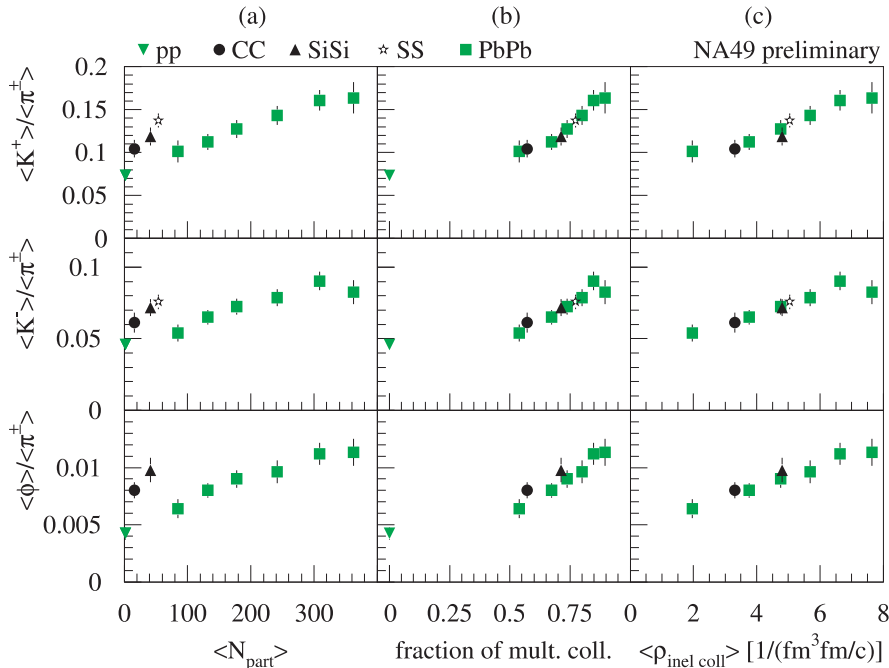 (a) (b) (c)
pp CC SiSi SS PbPb NA49 preliminary
<K⁺>/<π^±>
0.2
0.15
0.1
0.05
0
<K⁻>/<π^±>
0.1
0.05
0
<ϕ>/<π^±>
0.01
0.005
0
0 100 200 300
0 0.25 0.5 0.75
0 2 4 6 8
<N_part>
fraction of mult. coll.
<ρ_inel coll> [1/(fm³fm/c)]